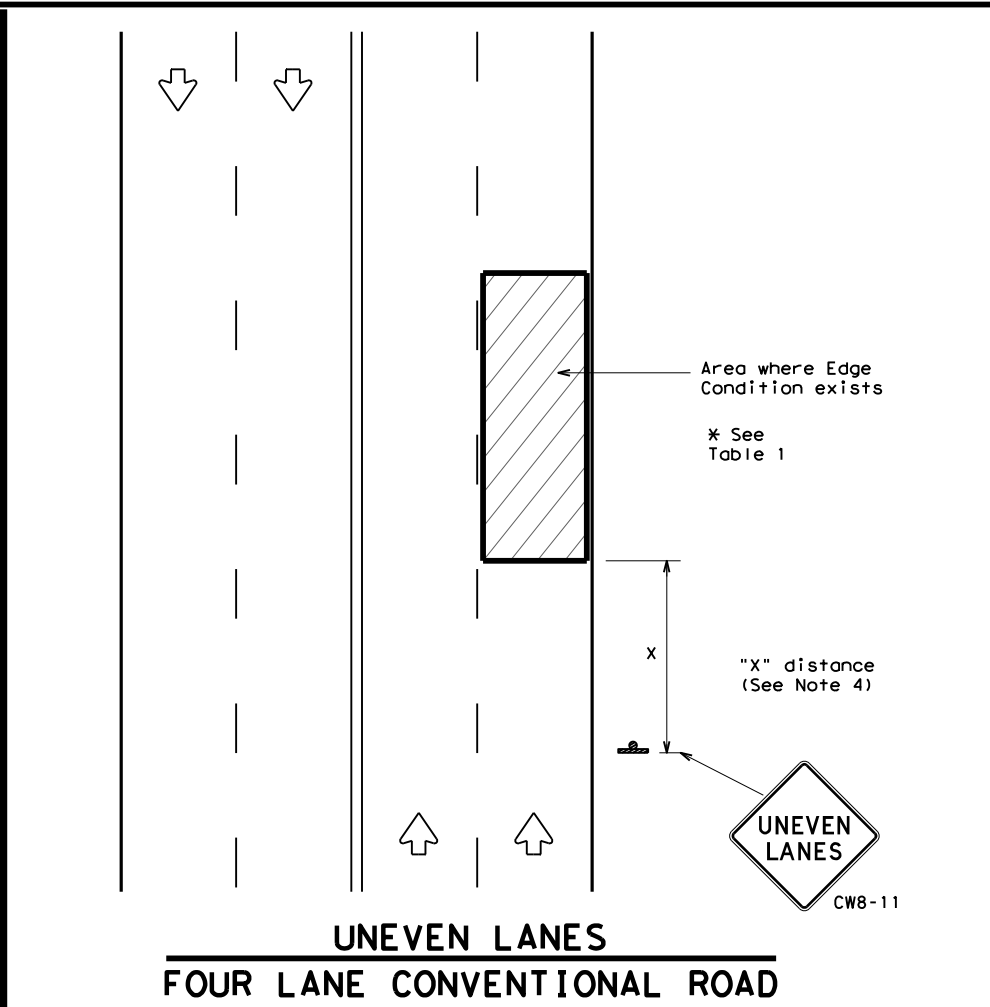 Area where Edge
Condition exists
* See
Table 1
X
"X" distance
(See Note 4)
UNEVEN
LANES
CW8-11
UNEVEN LANES
FOUR LANE CONVENTIONAL ROAD